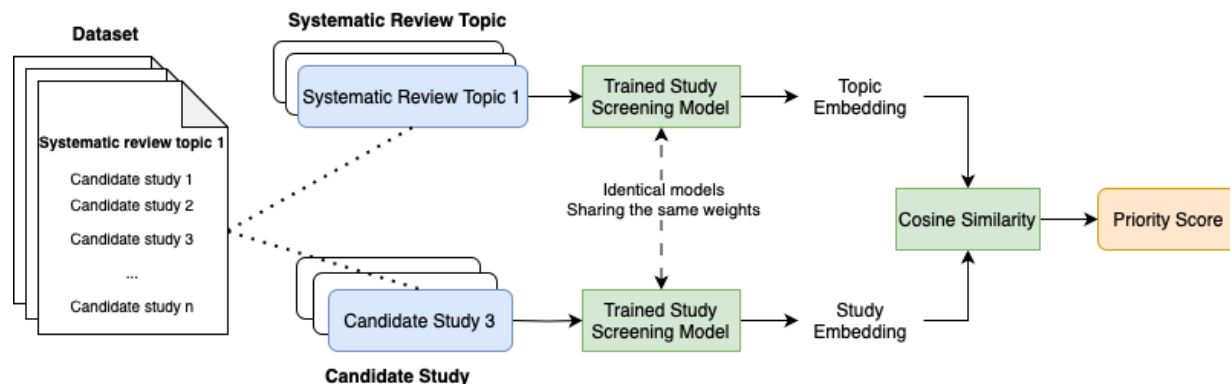 Dataset
Systematic review topic 1
Candidate study 1
Candidate study 2
Candidate study 3
...
Candidate study n
Systematic Review Topic
Systematic Review Topic 1
Trained Study
Screening Model
Topic
Embedding
Identical models
Sharing the same weights
Cosine Similarity
Priority Score
Candidate Study 3
Trained Study
Screening Model
Study
Embedding
Candidate Study